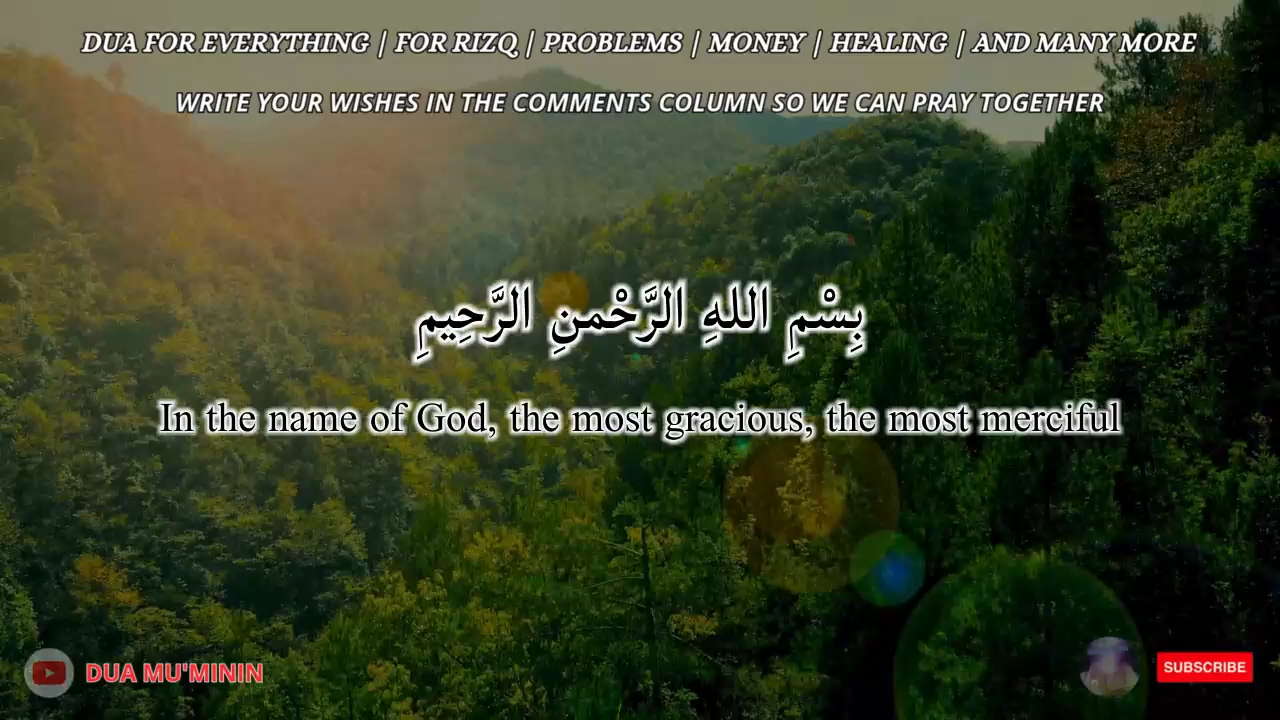 DUA FOR EVERYTHING | FOR RIZQ | PROBLEMS | MONEY | HEALING | AND MANY MORE
WRITE YOUR WISHES IN THE COMMENTS COLUMN SO WE CAN PRAY TOGETHER
بِسْمِ اللهِ الرَّحْمنِ الرَّحِيمِ
In the name of God, the most gracious, the most merciful
DUA MU'MININ
SUBSCRIBE